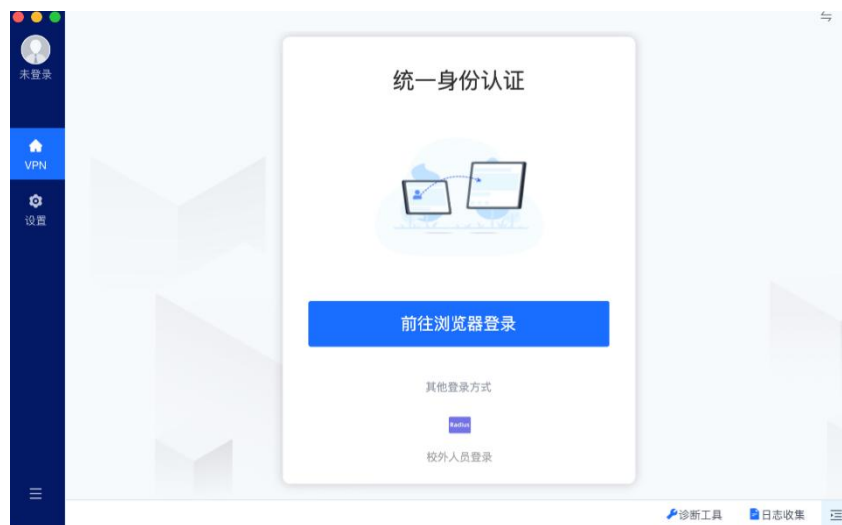 未登录
VPN
设置
统一身份认证
前往浏览器登录
其他登录方式
Radius
校外人员登录
诊断工具
日志收集